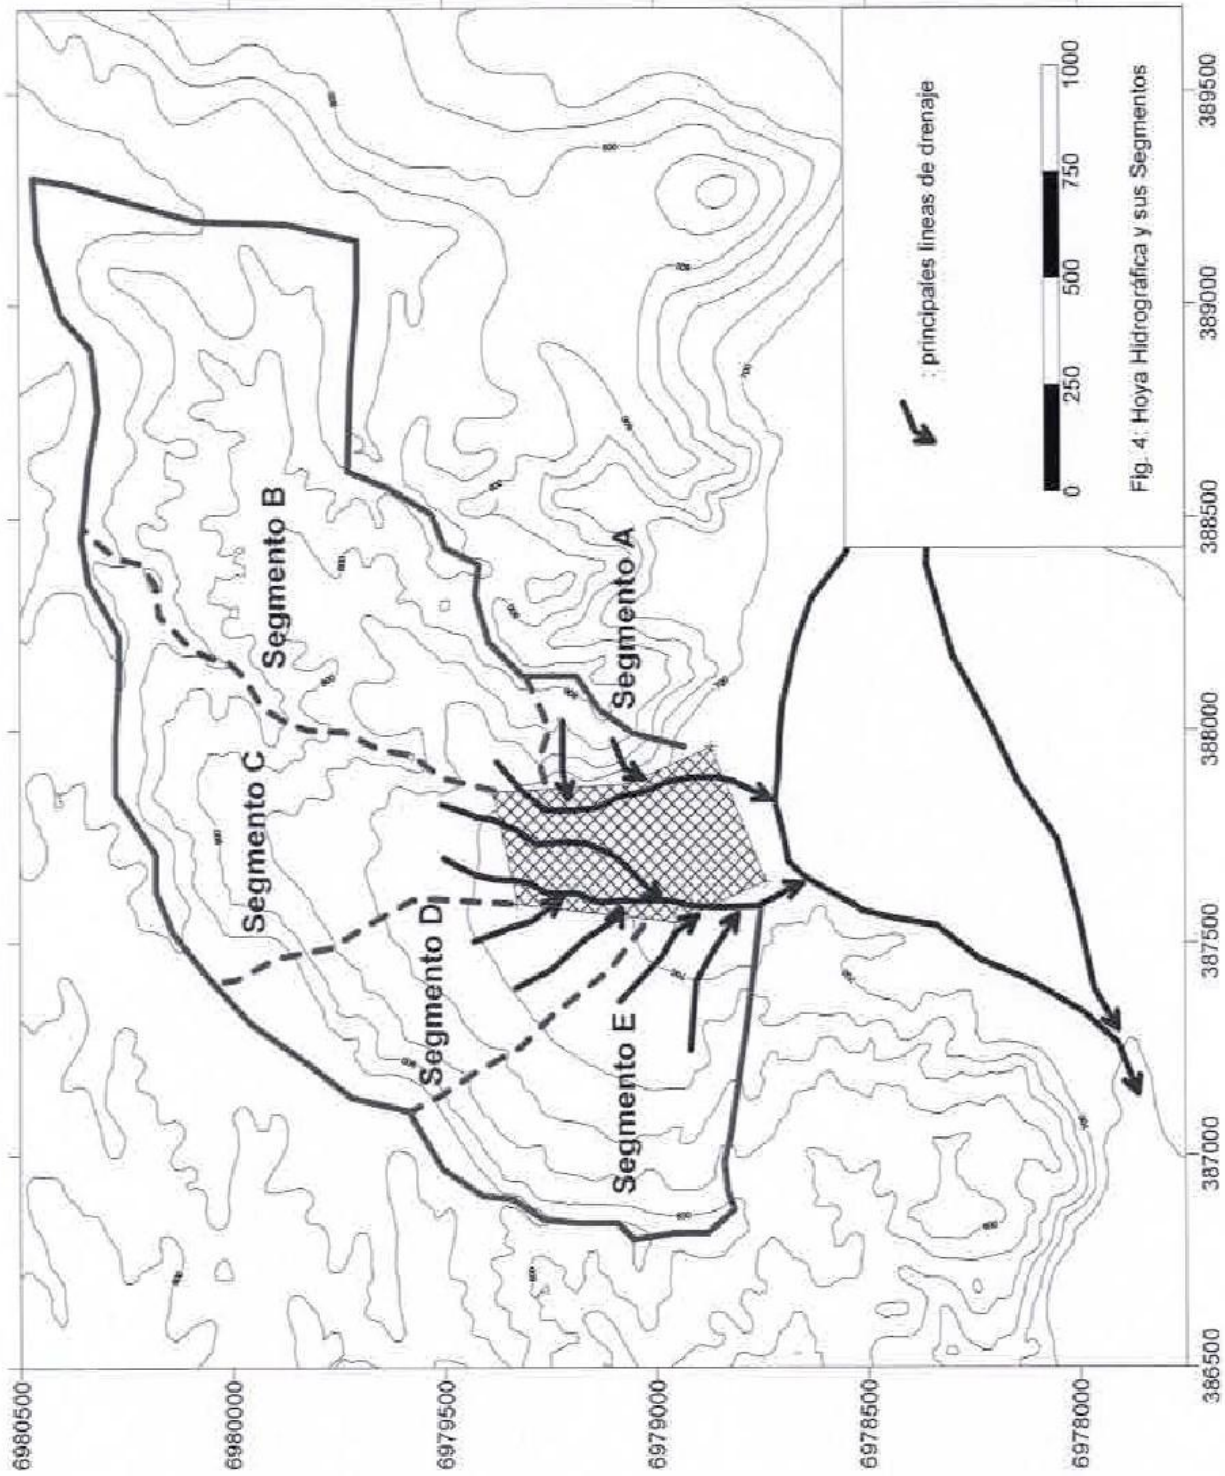 Segmento A
Segmento B
Segmento C
Segmento D
Segmento E
: principales líneas de drenaje
0 250 500 750 1000
Fig. 4: Hoya Hidrográfica y sus Segmentos
6980500
6980000
6979500
6979000
6978500
6978000
386500
387000
387500
388000
388500
389000
389500